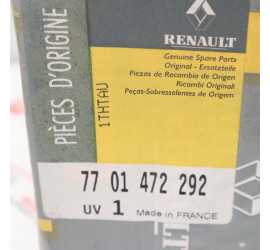 RENAULT
Genuine Spare Parts
Original - Ersatzteile
Piezas de Recambio de Origen
Ricambi Originali
Peças-Sobresselentes de Origem
PIÈCES D'ORIGINE
1THTAU
77 01 472 292
UV 1 Made in FRANCE